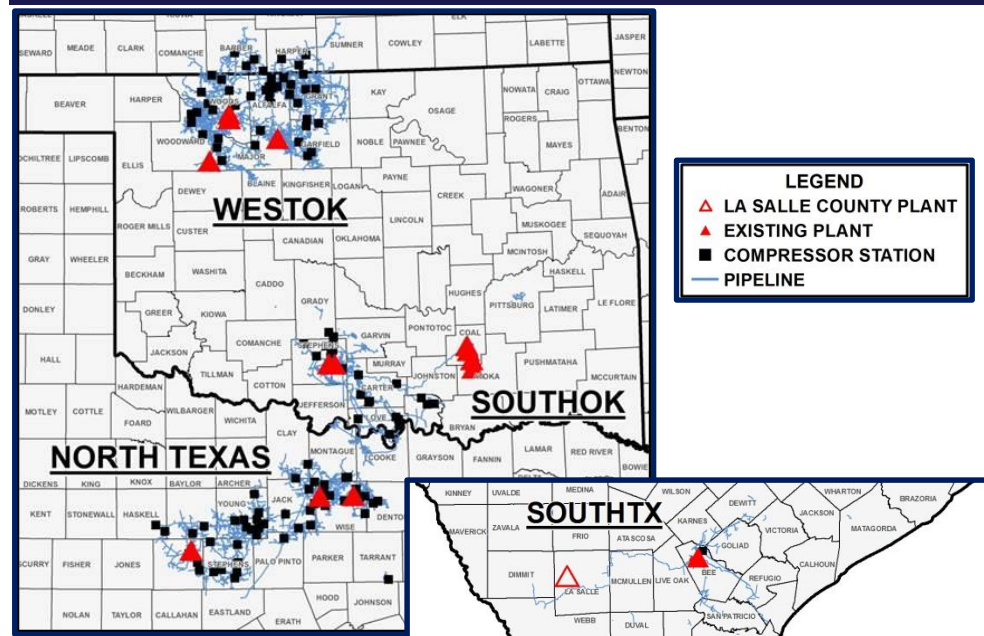 SEWARD
MEADE
CLARK
COMANCHE
BARBER
HARPER
SUMNER
COWLEY
ELK
LABETTE
JASPER
NEWTON
BEAVER
HARPER
WOODS
ALFALFA
GRANT
KAY
OSAGE
NOWATA
CRAIG
OTTAWA
ROGERS
MAYES
BENTON
OCHILTREE
LIPSCOMB
ELLIS
WOODWARD
MAJOR
GARFIELD
NOBLE
PAWNEE
DEWEY
BLAINE
KINGFISHER
LOGAN
PAYNE
CREEK
WAGONER
ADAIR
WESTOK
ROBERTS
HEMPHILL
ROGER MILLS
CUSTER
CANADIAN
OKLAHOMA
LINCOLN
MUSKOGEE
SEQUOYAH
MCINTOSH
GRAY
WHEELER
BECKHAM
WASHITA
CADDO
HASKELL
GRADY
HUGHES
PITTSBURG
LATIMER
LE FLORE
DONLEY
GREER
KIOWA
COMANCHE
STEPHENS
GARVIN
PONTOTOC
COAL
HALL
JACKSON
TILLMAN
COTTON
MURRAY
JOHNSTON
PUSHMATAHA
MCCURTAIN
HARDEMAN
JEFFERSON
CARTER
LOVE
BRYAN
SOUTHOK
MOTLEY
COTTLE
FOARD
WILBARGER
WICHITA
CLAY
MONTAGUE
COOKE
GRAYSON
FANNIN
LAMAR
RED RIVER
BOWIE
NORTH TEXAS
DICKENS
KING
KNOX
BAYLOR
ARCHER
KENT
STONEWALL
HASKELL
YOUNG
JACK
WISE
DENTO
SCURRY
FISHER
JONES
STEPHENS
PALO PINTO
PARKER
TARRANT
NOLAN
TAYLOR
CALLAHAN
EASTLAND
ERATH
HOOD
JOHNSON
LEGEND
LA SALLE COUNTY PLANT
EXISTING PLANT
COMPRESSOR STATION
PIPELINE
KINNEY
UVALDE
MEDINA
WILSON
DEWITT
WHARTON
BRAZORIA
SOUTHTX
MAVERICK
ZAVALA
FRIO
ATASCOSA
KARNES
GOLIAD
VICTORIA
JACKSON
MATAGORDA
DIMMIT
LA SALLE
MCMULLEN
LIVE OAK
BEE
REFUGIO
CALHOUN
WEBB
DUVAL
SAN PATRICIO